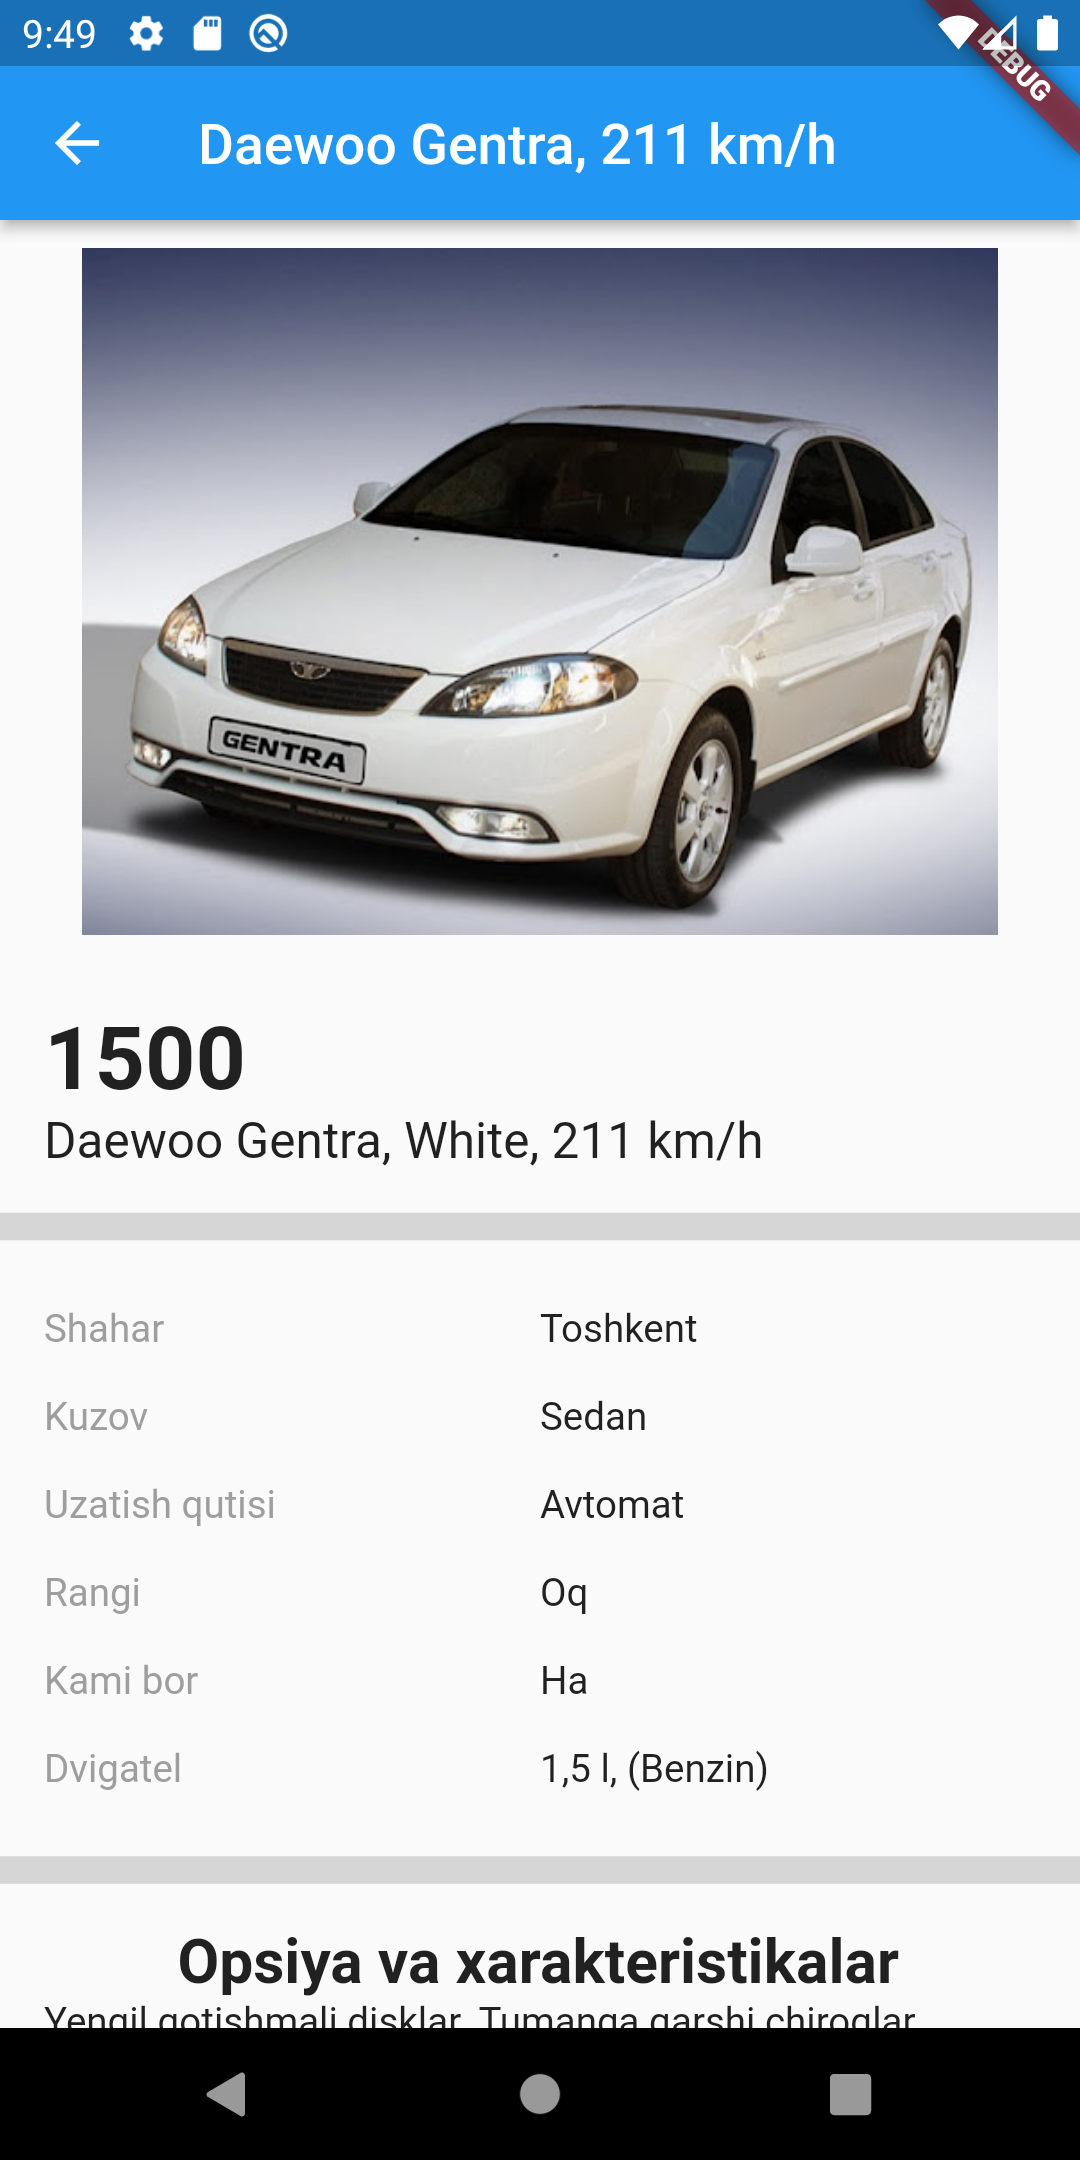 9:49
DEBUG
Daewoo Gentra, 211 km/h
GENTRA
1500
Daewoo Gentra, White, 211 km/h
Shahar Toshkent
Kuzov Sedan
Uzatish qutisi Avtomat
Rangi Oq
Kami bor Ha
Dvigatel 1,5 l, (Benzin)
Opsiya va xarakteristikalar
Yengil qotishmali disklar, Tumanga qarshi chiroqlar